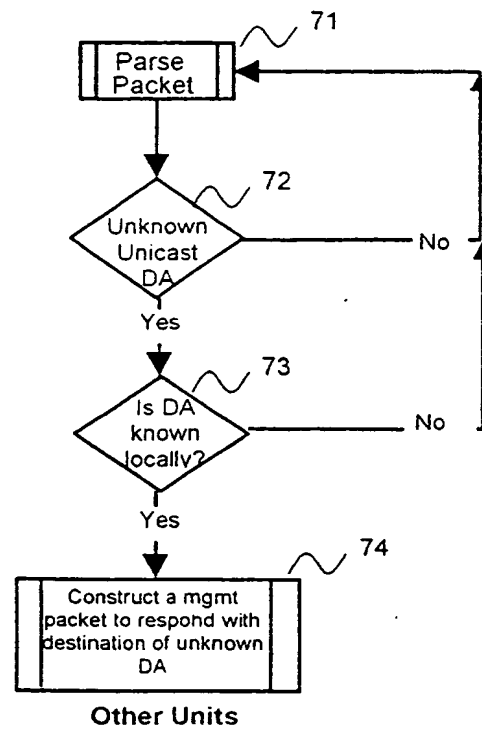 71
Parse
Packet
72
Unknown
Unicast
DA
No
Yes
73
Is DA
known
locally?
No
Yes
74
Construct a mgmt
packet to respond with
destination of unknown
DA
Other Units